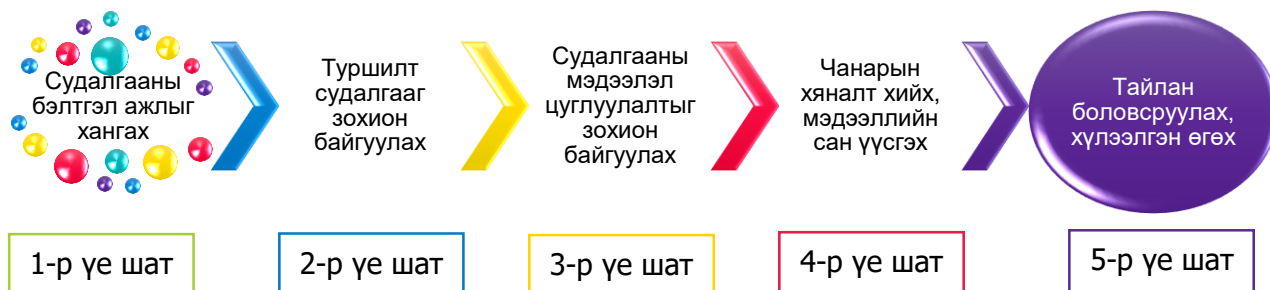 Судалгааны
бэлтгэл ажлыг
хангах
Туршилт
судалгааг
зохион
байгуулах
Судалгааны
мэдээлэл
цуглуулалтыг
зохион
байгуулах
Чанарын
хяналт хийх,
мэдээллийн
сан үүсгэх
Тайлан
боловсруулах,
хүлээлгэн өгөх
1-р үе шат
2-р үе шат
3-р үе шат
4-р үе шат
5-р үе шат